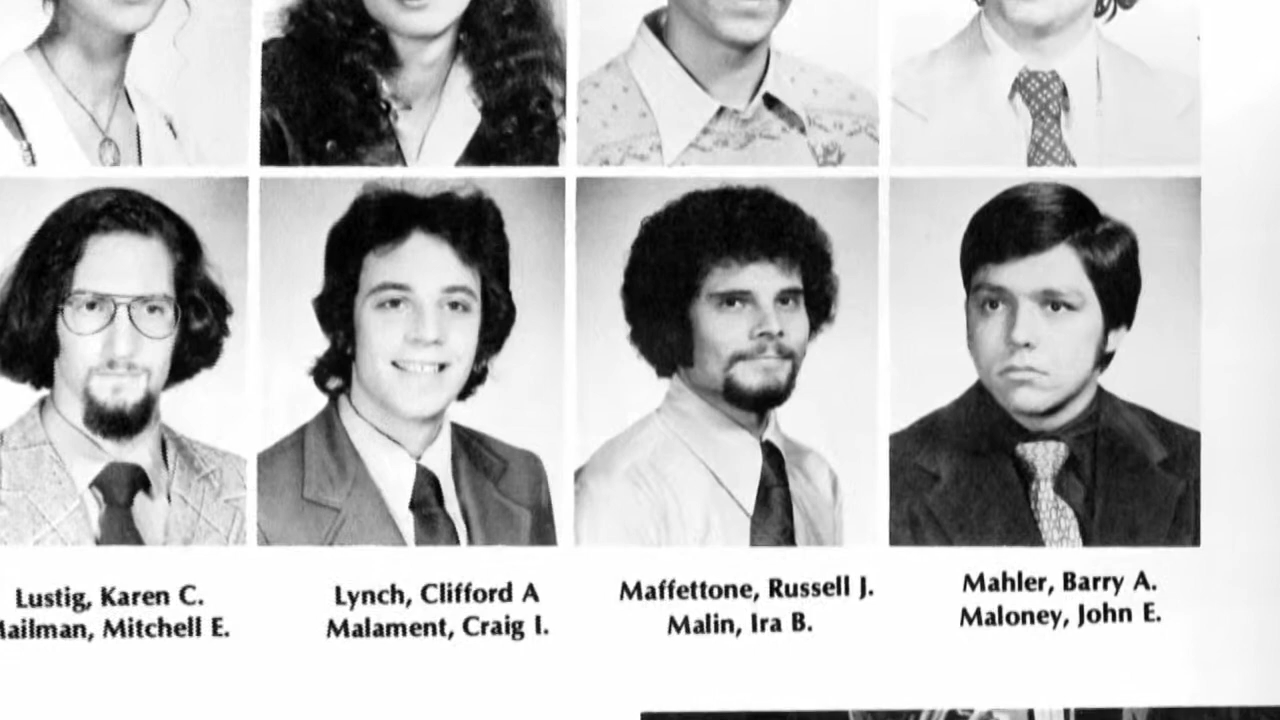 Lustig, Karen C.
Mailman, Mitchell E.
Lynch, Clifford A
Malament, Craig I.
Maffettone, Russell J.
Malin, Ira B.
Mahler, Barry A.
Maloney, John E.